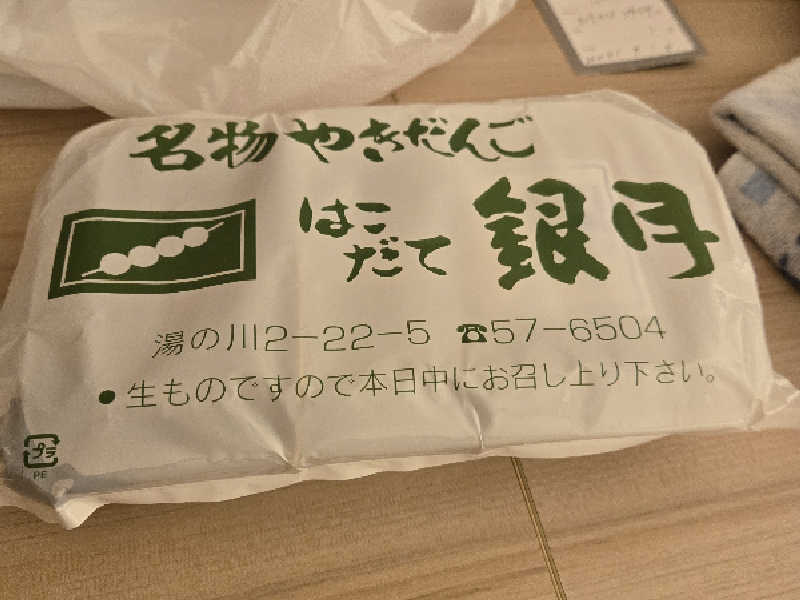 名物 やきだんご
はこだて 銀月
湯の川2-22-5 ☎57-6504
● 生ものですので本日中にお召し上り下さい。
プラ
PE